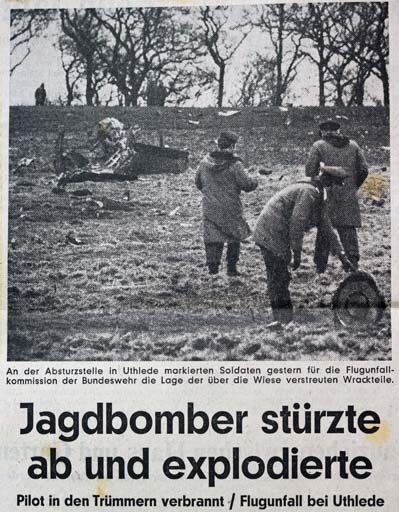 An der Absturzstelle in Uthlede markierten Soldaten gestern für die Flugunfall-
kommission der Bundeswehr die Lage der über die Wiese verstreuten Wrackteile.
Jagdbomber stürzte
ab und explodierte
Pilot in den Trümmern verbrannt / Flugunfall bei Uthlede